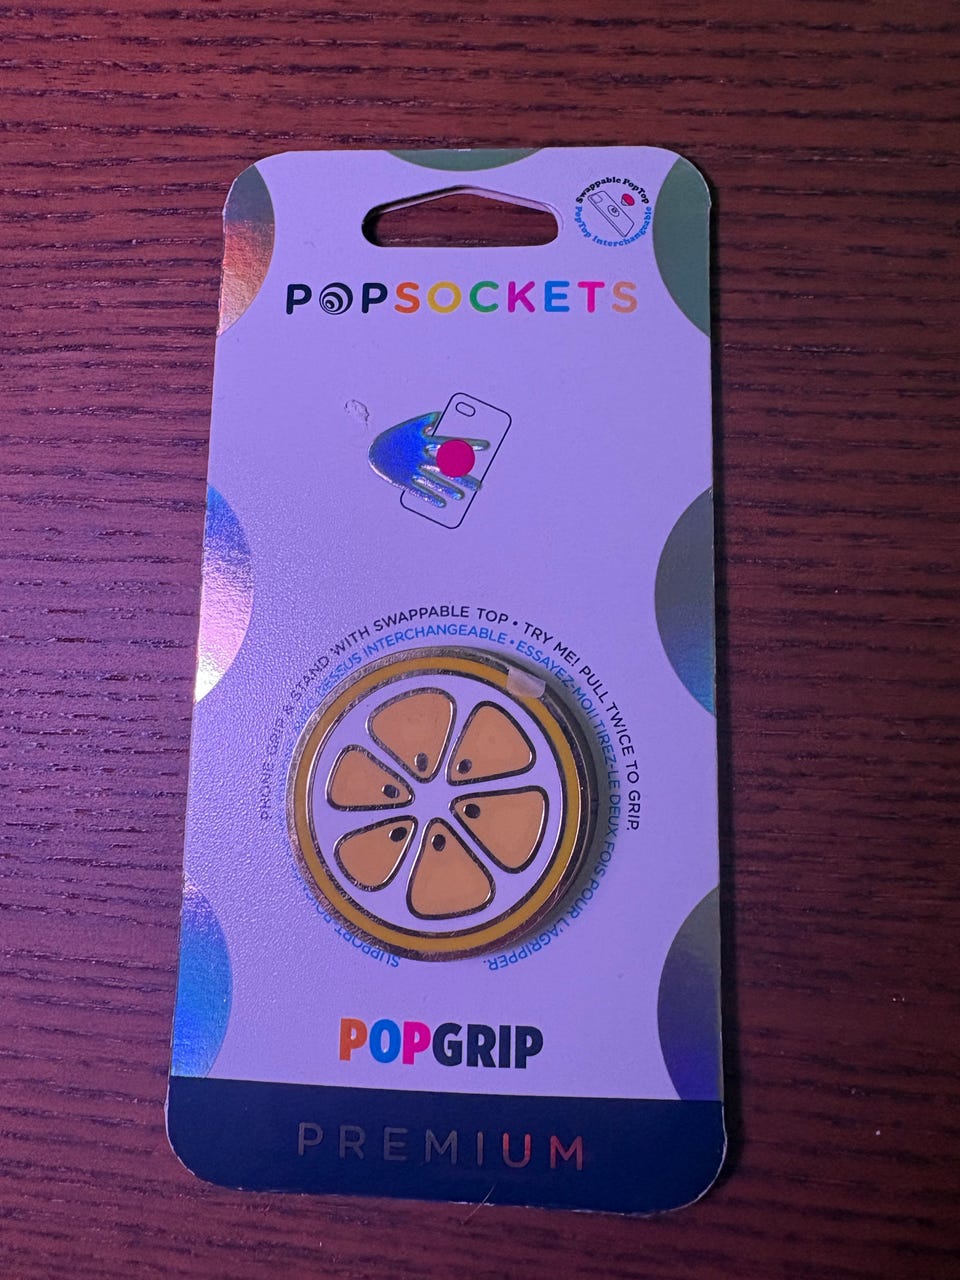 Swappable PopTop
PopTop Interchangeable
POPSOCKETS
PHONE GRIP & STAND WITH SWAPPABLE TOP • TRY ME! PULL TWICE TO GRIP.
DESSUS INTERCHANGEABLE • ESSAYEZ-MOI! TIREZ-LE DEUX FOIS POUR L'AGRIPPER.
SUPPORT
POPGRIP
PREMIUM